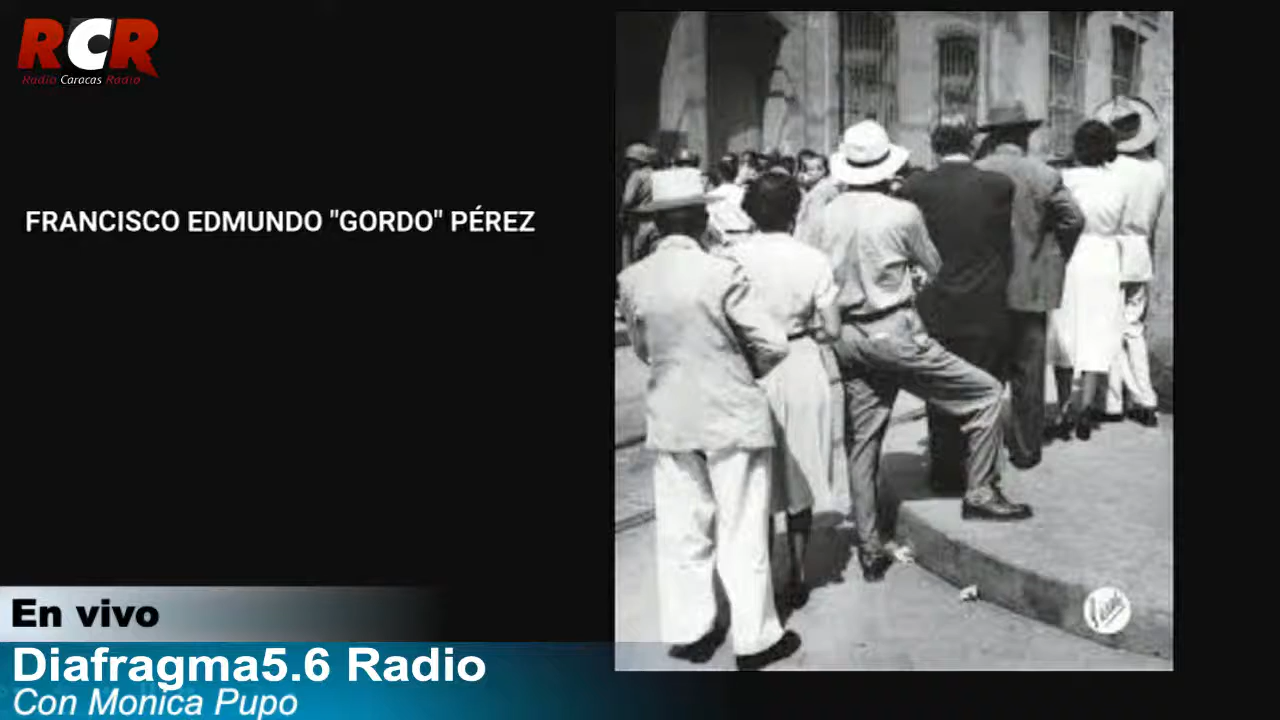 RCR
Radio Caracas Radio
FRANCISCO EDMUNDO "GORDO" PÉREZ
En vivo
Diafragma5.6 Radio
Con Monica Pupo